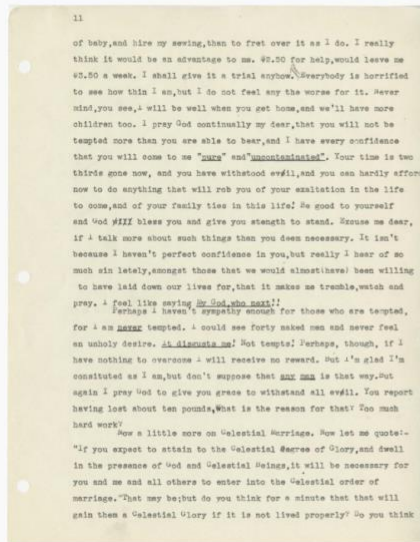 11
of baby,and hire my sewing,than to fret over it as I do. I really
think it would be an advantage to me. $2.50 for help,would leave me
$3.50 a week. I shall give it a trial anyhow. Everybody is horrified
to see how thin I am,but I do not feel any the worse for it. Never
mind,you see,I will be well when you get home,and we'll have more
children too. I pray God continually my dear,that you will not be
tempted more than you are able to bear,and I have every confidence
that you will come to me "pure" and"uncontaminated". Your time is two
thirds gone now, and you have withstood evil,and you can hardly afford
now to do anything that will rob you of your exaltation in the life
to come,and of your family ties in this life! Be good to yourself
and God bless you and give you stength to stand. Excuse me dear,
if I talk more about such things than you deem necessary. It isn't
because I haven't perfect confidence in you,but really I hear of so
much sin letely,amongst those that we would almost(have) been willing
to have laid down our lives for,that it makes me tremble,watch and
pray. I feel like saying My God,who next!!
Perhaps I haven't sympathy enough for those who are tempted,
for I am never tempted. I could see forty naked men and never feel
an unholy desire. It disgusts me! Not tempts! Perhaps, though, if I
have nothing to overcome I will receive no reward. But I'm glad I'm
consituted as I am,but don't suppose that any man is that way.But
again I pray God to give you grace to withstand all evil. You report
having lost about ten pounds,What is the reason for that? Too much
hard work?
Now a little more on Celestial Marriage. Now let me quote:-
"If you expect to attain to the Celestial Degree of Glory,and dwell
in the presence of God and Celestial Beings,it will be necessary for
you and me and all others to enter into the Celestial order of
marriage."That may be;but do you think for a minute that that will
gain them a Celestial Glory if it is not lived properly? Do you think